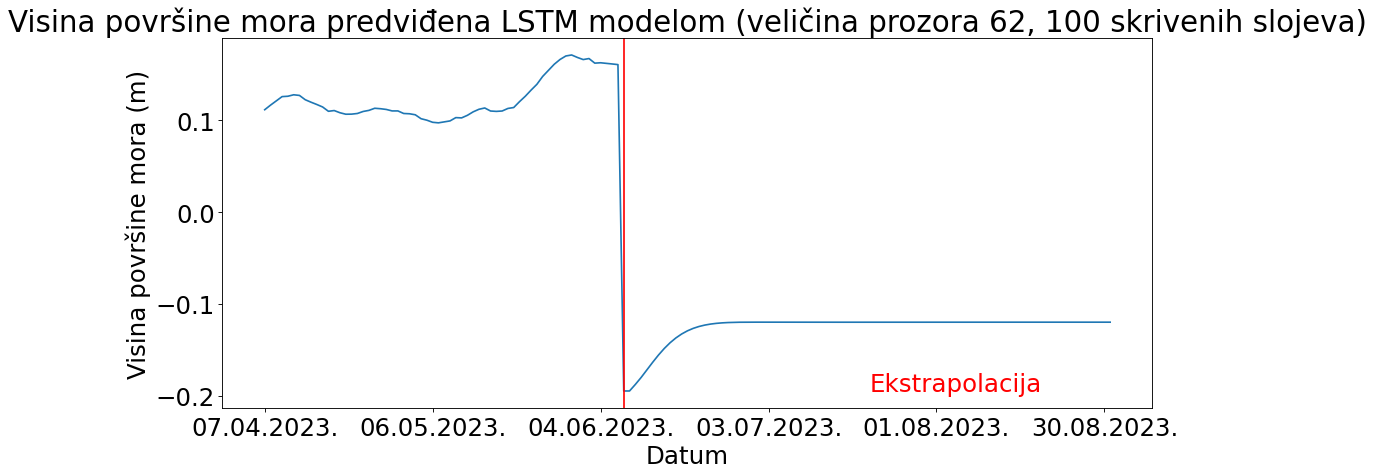 Visina površine mora predviđena LSTM modelom (veličina prozora 62, 100 skrivenih slojeva)
Visina površine mora (m)
0.1
0.0
−0.1
−0.2
Ekstrapolacija
07.04.2023. 06.05.2023. 04.06.2023. 03.07.2023. 01.08.2023. 30.08.2023.
Datum